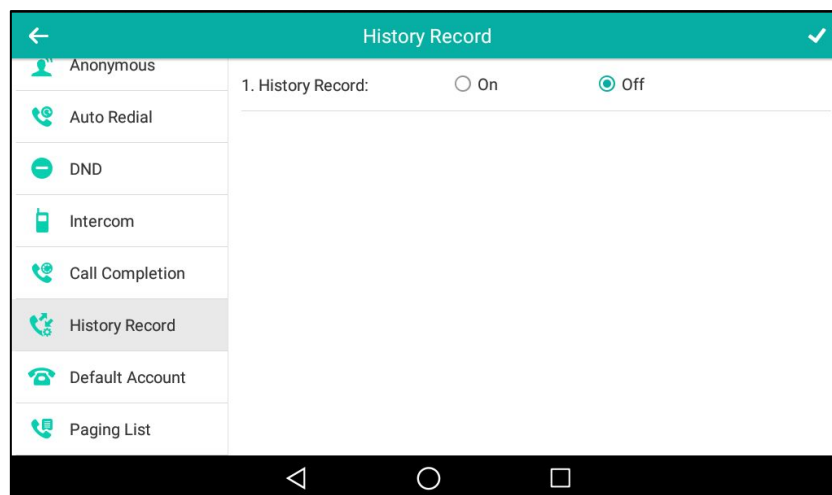 History Record
Anonymous
1. History Record: On Off
Auto Redial
DND
Intercom
Call Completion
History Record
Default Account
Paging List